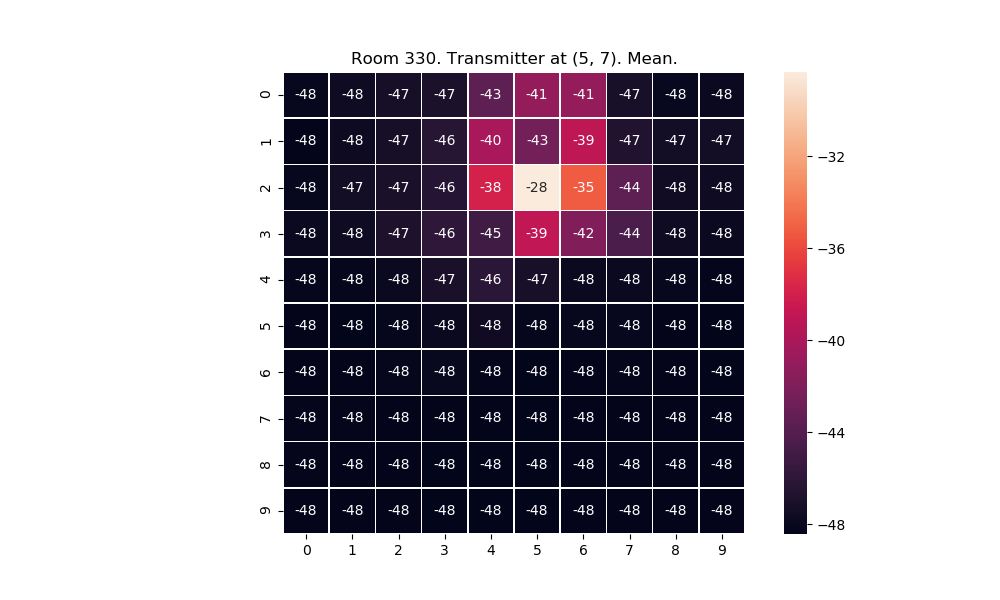 Room 330. Transmitter at (5, 7). Mean.
0 -48 -48 -47 -47 -43 -41 -41 -47 -48 -48
1 -48 -48 -47 -46 -40 -43 -39 -47 -47 -47
2 -48 -47 -47 -46 -38 -28 -35 -44 -48 -48
3 -48 -48 -47 -46 -45 -39 -42 -44 -48 -48
4 -48 -48 -48 -47 -46 -47 -48 -48 -48 -48
5 -48 -48 -48 -48 -48 -48 -48 -48 -48 -48
6 -48 -48 -48 -48 -48 -48 -48 -48 -48 -48
7 -48 -48 -48 -48 -48 -48 -48 -48 -48 -48
8 -48 -48 -48 -48 -48 -48 -48 -48 -48 -48
9 -48 -48 -48 -48 -48 -48 -48 -48 -48 -48
0 1 2 3 4 5 6 7 8 9
−32
−36
−40
−44
−48